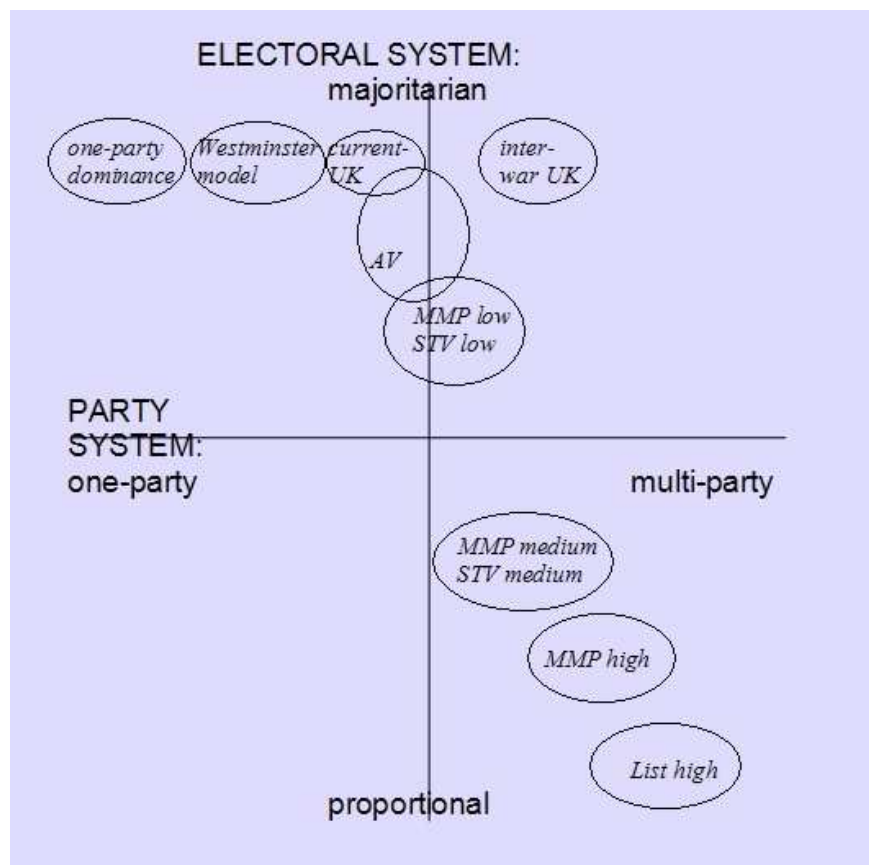 ELECTORAL SYSTEM:
majoritarian
one-party
dominance
Westminster
model
current-
UK
inter-
war UK
AV
MMP low
STV low
PARTY
SYSTEM:
one-party
multi-party
MMP medium
STV medium
MMP high
List high
proportional